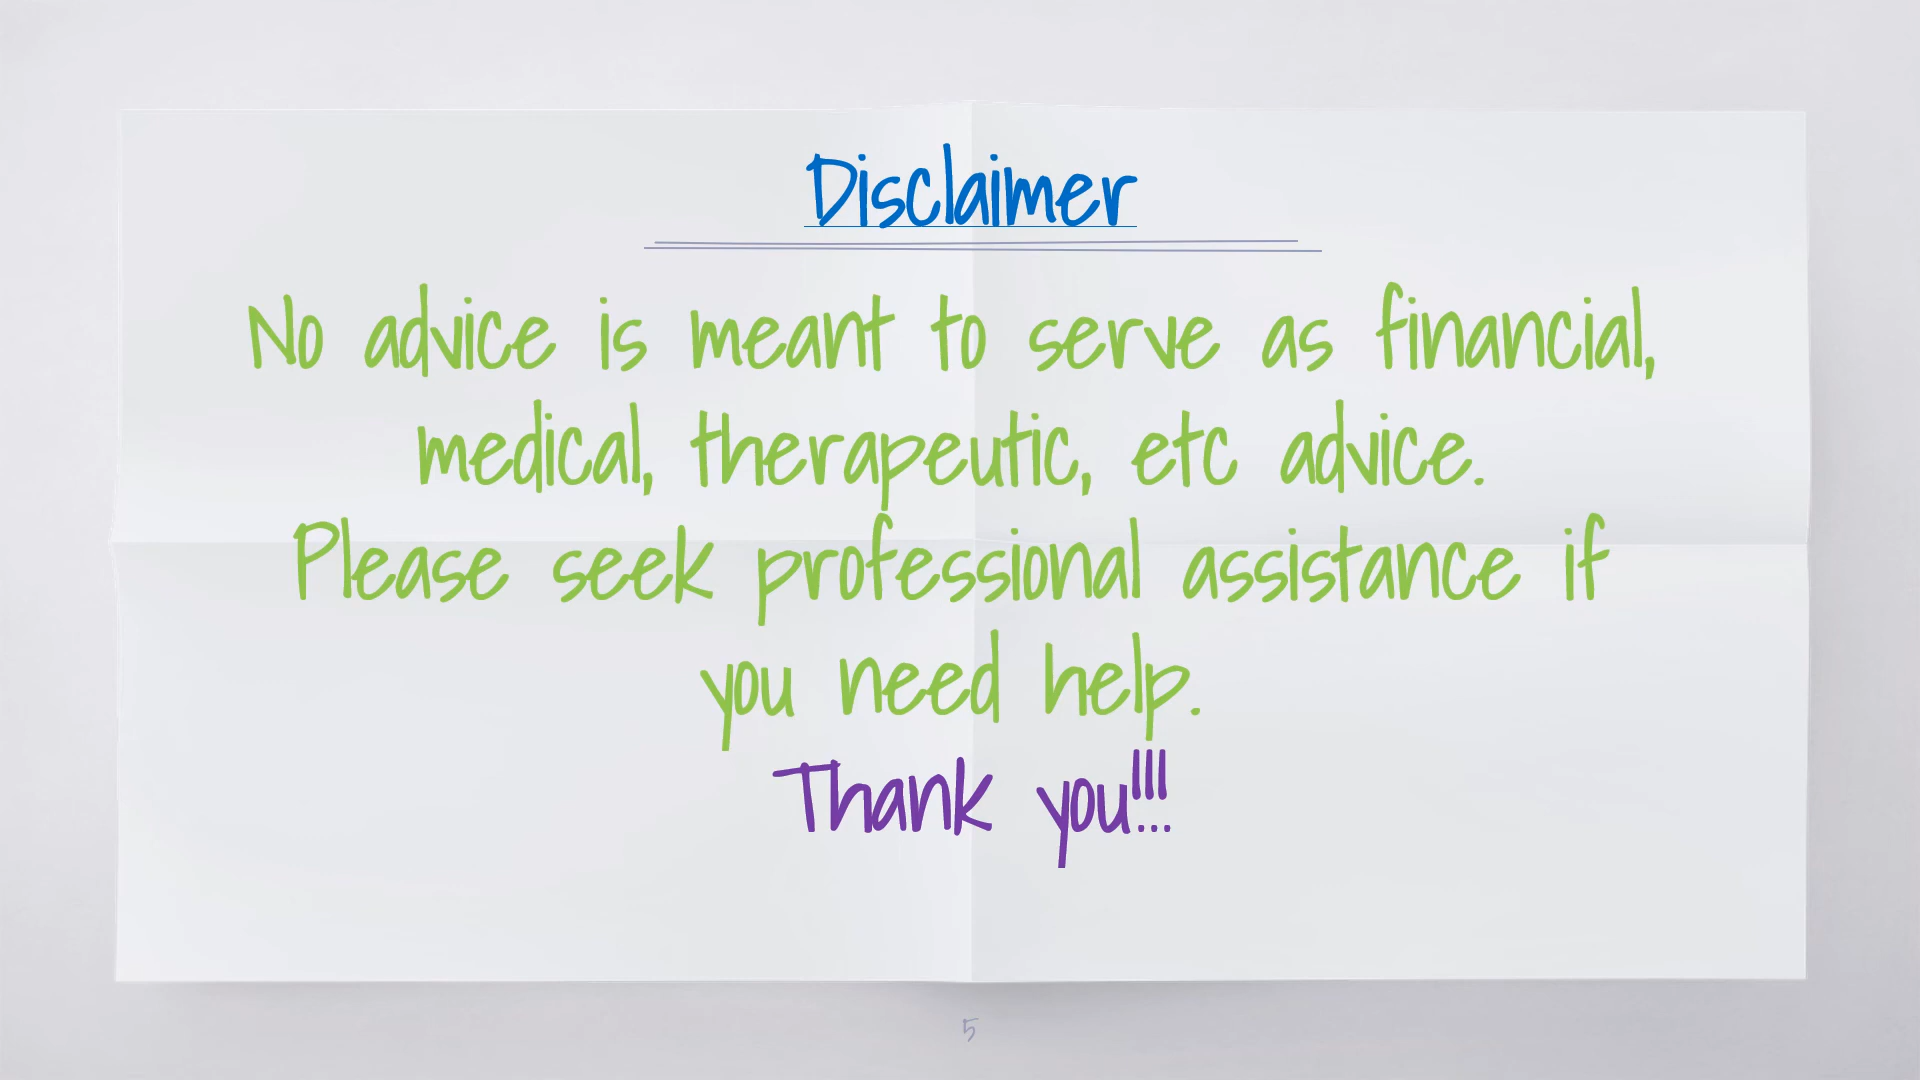 Disclaimer
No advice is meant to serve as financial,
medical, therapeutic, etc advice.
Please seek professional assistance if
you need help.
Thank you!!!
5